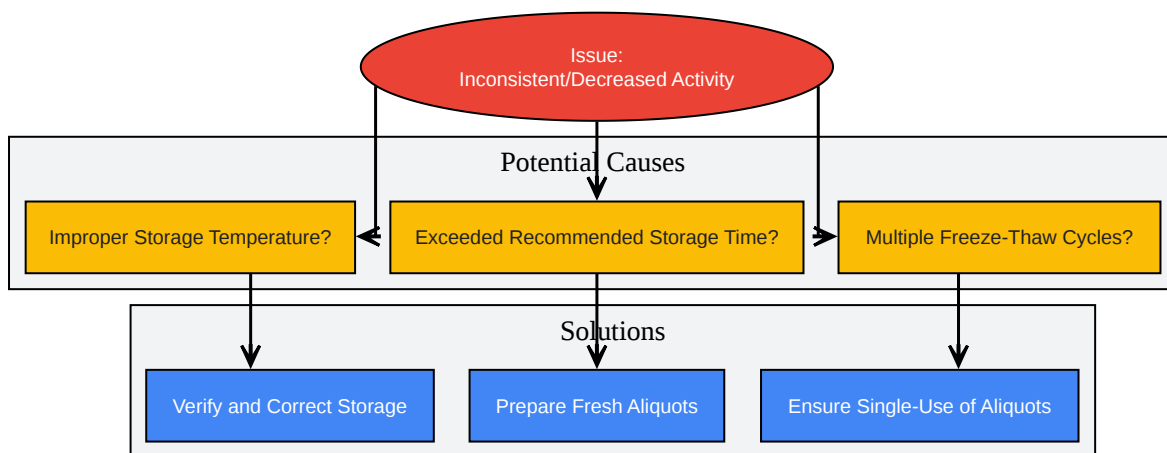 Issue:
Inconsistent/Decreased Activity
Potential Causes
Improper Storage Temperature?
Exceeded Recommended Storage Time?
Multiple Freeze-Thaw Cycles?
Solutions
Verify and Correct Storage
Prepare Fresh Aliquots
Ensure Single-Use of Aliquots